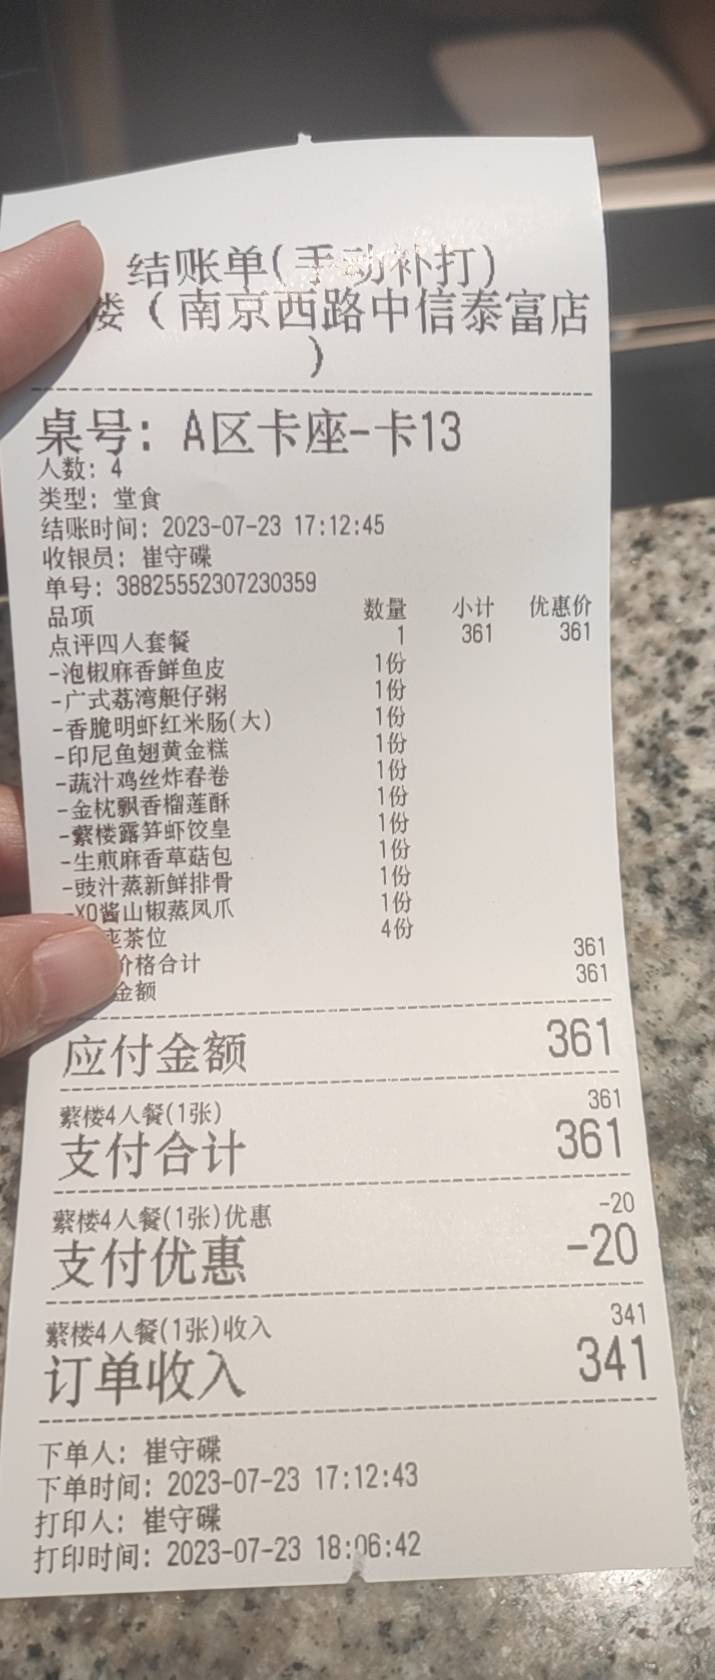 结账单(手动补打)
楼(南京西路中信泰富店
)
桌号: A区卡座-卡13
人数: 4
类型: 堂食
结账时间: 2023-07-23 17:12:45
收银员: 崔守碟
单号: 38825552307230359
品项 数量 小计 优惠价
点评四人套餐 1 361 361
-泡椒麻香鲜鱼皮 1份
-广式荔湾艇仔粥 1份
-香脆明虾红米肠(大) 1份
-印尼鱼翅黄金糕 1份
-蔬汁鸡丝炸春卷 1份
-金枕飘香榴莲酥 1份
-蘩楼露笋虾饺皇 1份
-生煎麻香草菇包 1份
-豉汁蒸新鲜排骨 1份
-XO酱山椒蒸凤爪 1份
座茶位 4份
价格合计 361
金额 361
应付金额 361
蘩楼4人餐(1张) 361
支付合计 361
蘩楼4人餐(1张)优惠 -20
支付优惠 -20
蘩楼4人餐(1张)收入 341
订单收入 341
下单人: 崔守碟
下单时间: 2023-07-23 17:12:43
打印人: 崔守碟
打印时间: 2023-07-23 18:06:42